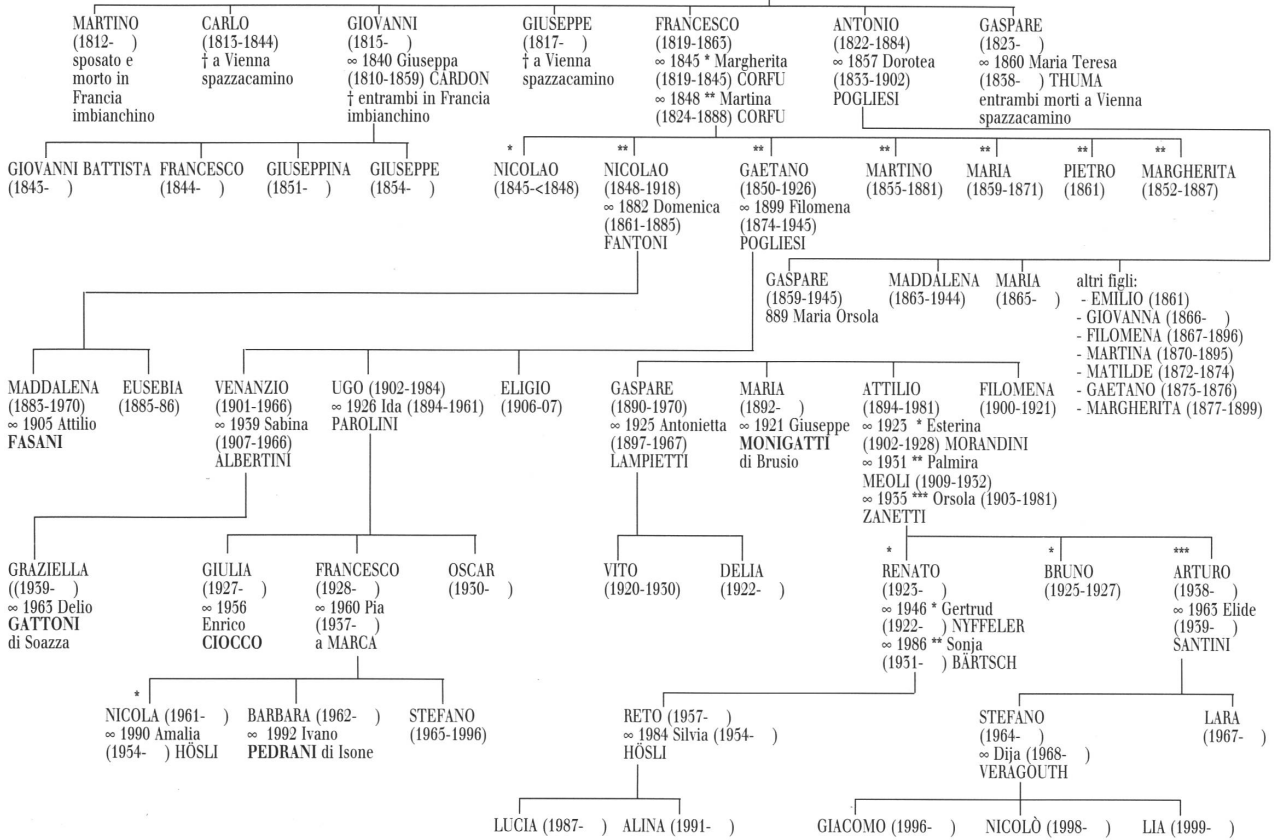 MARTINO
(1812- )
sposato e
morto in
Francia
imbianchino
CARLO
(1813-1844)
† a Vienna
spazzacamino
GIOVANNI
(1815- )
∞ 1840 Giuseppa
(1810-1859) CARDON
† entrambi in Francia
imbianchino
GIUSEPPE
(1817- )
† a Vienna
spazzacamino
FRANCESCO
(1819-1863)
∞ 1843 * Margherita
(1819-1845) CORFU
∞ 1848 ** Martina
(1824-1888) CORFU
ANTONIO
(1822-1884)
∞ 1857 Dorotea
(1833-1902)
POGLIESI
GASPARE
(1823- )
∞ 1860 Maria Teresa
(1838- ) THUMA
entrambi morti a Vienna
spazzacamino
GIOVANNI BATTISTA
(1843- )
FRANCESCO
(1844- )
GIUSEPPINA
(1851- )
GIUSEPPE
(1854- )
*
NICOLAO
(1845-<1848)
**
NICOLAO
(1848-1918)
∞ 1882 Domenica
(1861-1885)
FANTONI
**
GAETANO
(1850-1926)
∞ 1899 Filomena
(1874-1945)
POGLIESI
**
MARTINO
(1855-1881)
**
MARIA
(1859-1871)
**
PIETRO
(1861)
**
MARGHERITA
(1852-1887)
GASPARE
(1859-1945)
889 Maria Orsola
MADDALENA
(1863-1944)
MARIA
(1865- )
altri figli:
- EMILIO (1861)
- GIOVANNA (1866- )
- FILOMENA (1867-1896)
- MARTINA (1870-1895)
- MATILDE (1872-1874)
- GAETANO (1875-1876)
- MARGHERITA (1877-1899)
MADDALENA
(1883-1970)
∞ 1905 Attilio
FASANI
EUSEBIA
(1885-86)
VENANZIO
(1901-1966)
∞ 1939 Sabina
(1907-1966)
ALBERTINI
UGO (1902-1984)
∞ 1926 Ida (1894-1961)
PAROLINI
ELIGIO
(1906-07)
GASPARE
(1890-1970)
∞ 1925 Antonietta
(1897-1967)
LAMPIETTI
MARIA
(1892- )
∞ 1921 Giuseppe
MONIGATTI
di Brusio
ATTILIO
(1894-1981)
∞ 1923 * Esterina
(1902-1928) MORANDINI
∞ 1931 ** Palmira
MEOLI (1909-1932)
∞ 1935 *** Orsola (1903-1981)
ZANETTI
FILOMENA
(1900-1921)
GRAZIELLA
((1939- )
∞ 1963 Delio
GATTONI
di Soazza
GIULIA
(1927- )
∞ 1956
Enrico
CIOCCO
FRANCESCO
(1928- )
∞ 1960 Pia
(1937- )
a MARCA
OSCAR
(1930- )
VITO
(1920-1930)
DELIA
(1922- )
*
RENATO
(1923- )
∞ 1946 * Gertrud
(1922- ) NYFFELER
∞ 1986 ** Sonja
(1931- ) BÄRTSCH
*
BRUNO
(1925-1927)
***
ARTURO
(1938- )
∞ 1963 Elide
(1939- )
SANTINI
*
NICOLA (1961- )
∞ 1990 Amalia
(1954- ) HÖSLI
BARBARA (1962- )
∞ 1992 Ivano
PEDRANI di Isone
STEFANO
(1965-1996)
RETO (1957- )
∞ 1984 Silvia (1954- )
HÖSLI
STEFANO
(1964- )
∞ Dija (1968- )
VERAGOUTH
LARA
(1967- )
LUCIA (1987- )
ALINA (1991- )
GIACOMO (1996- )
NICOLÒ (1998- )
LIA (1999- )